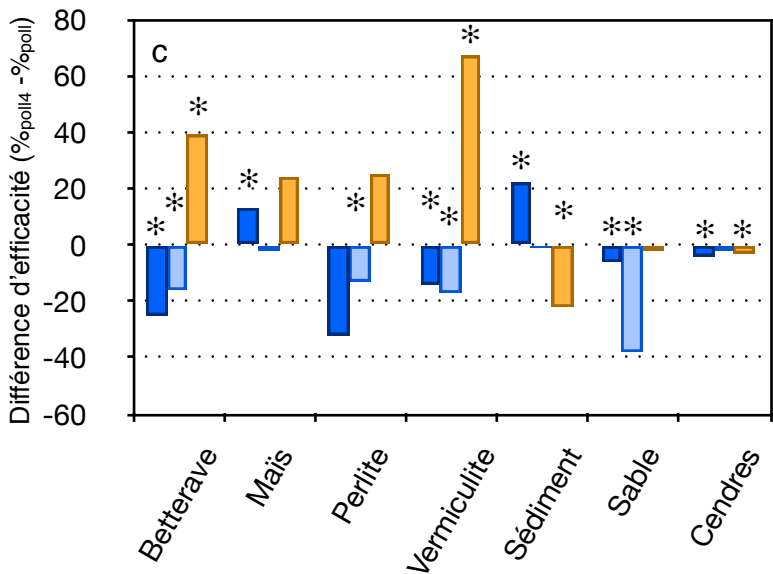 c
Différence d'efficacité (%poll4 -%poll)
80
60
40
20
0
-20
-40
-60
* * * * * * * * * * * * * *
Betterave
Maïs
Perlite
Vermiculite
Sédiment
Sable
Cendres